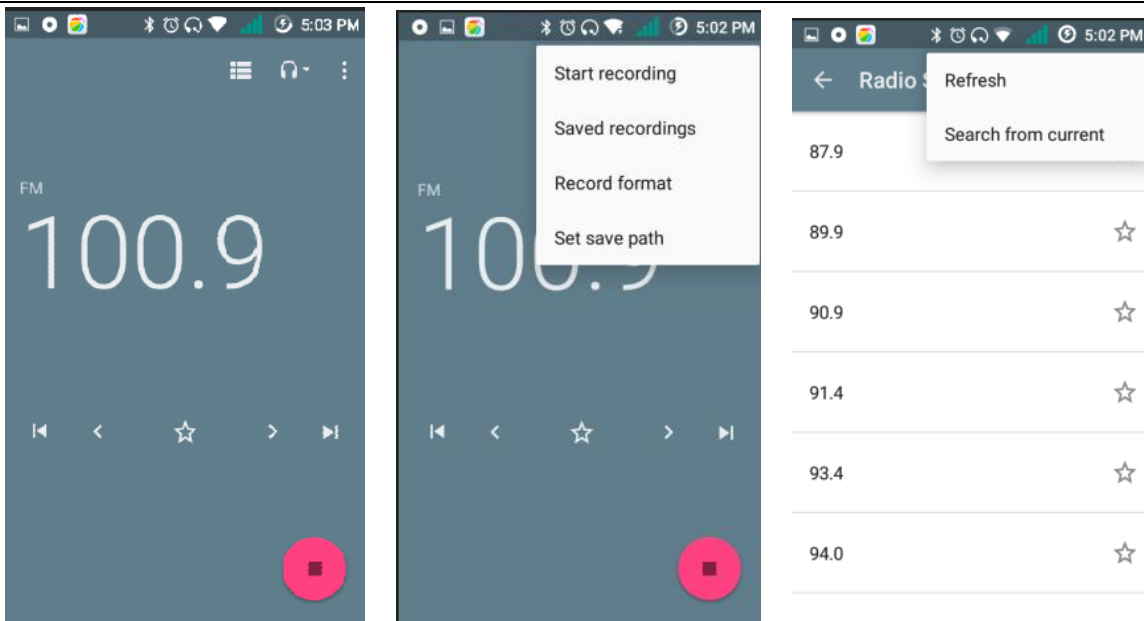 5:03 PM
FM
100.9
5:02 PM
Start recording
Saved recordings
Record format
Set save path
FM
100.9
5:02 PM
Radio
Refresh
Search from current
87.9
89.9
90.9
91.4
93.4
94.0